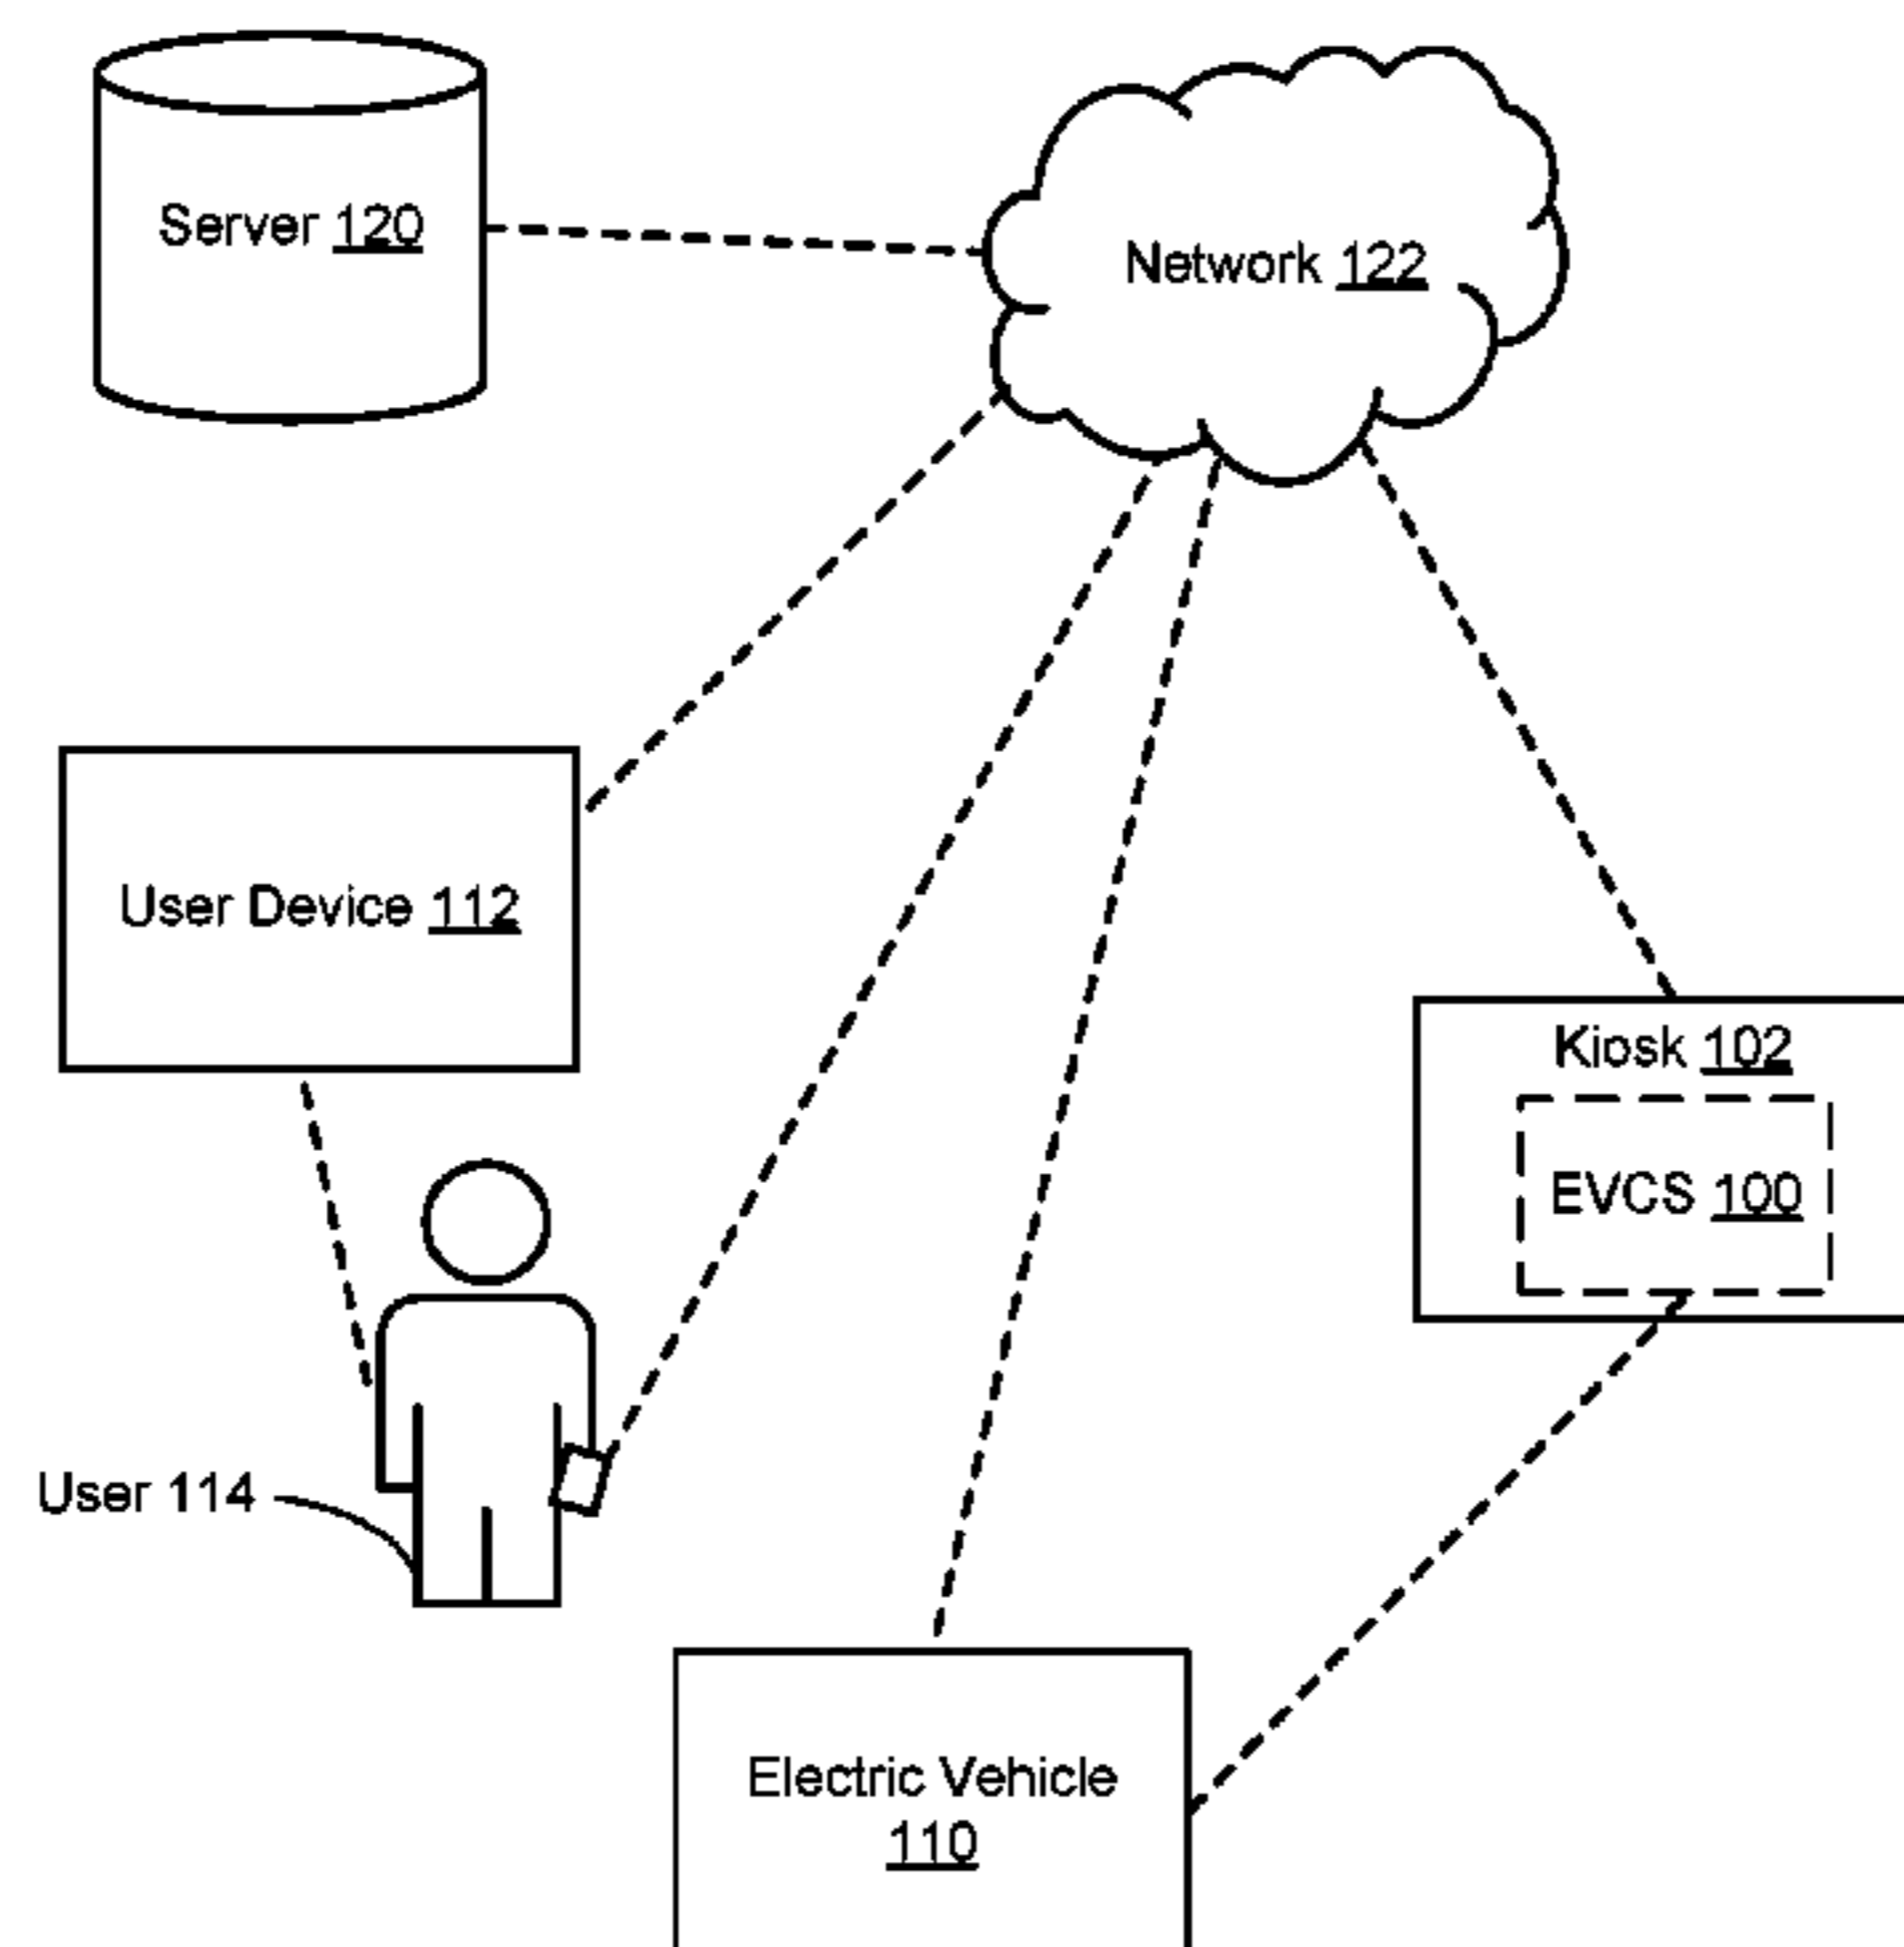 Server 120
Network 122
User Device 112
Kiosk 102
EVCS 100
User 114
Electric Vehicle
110